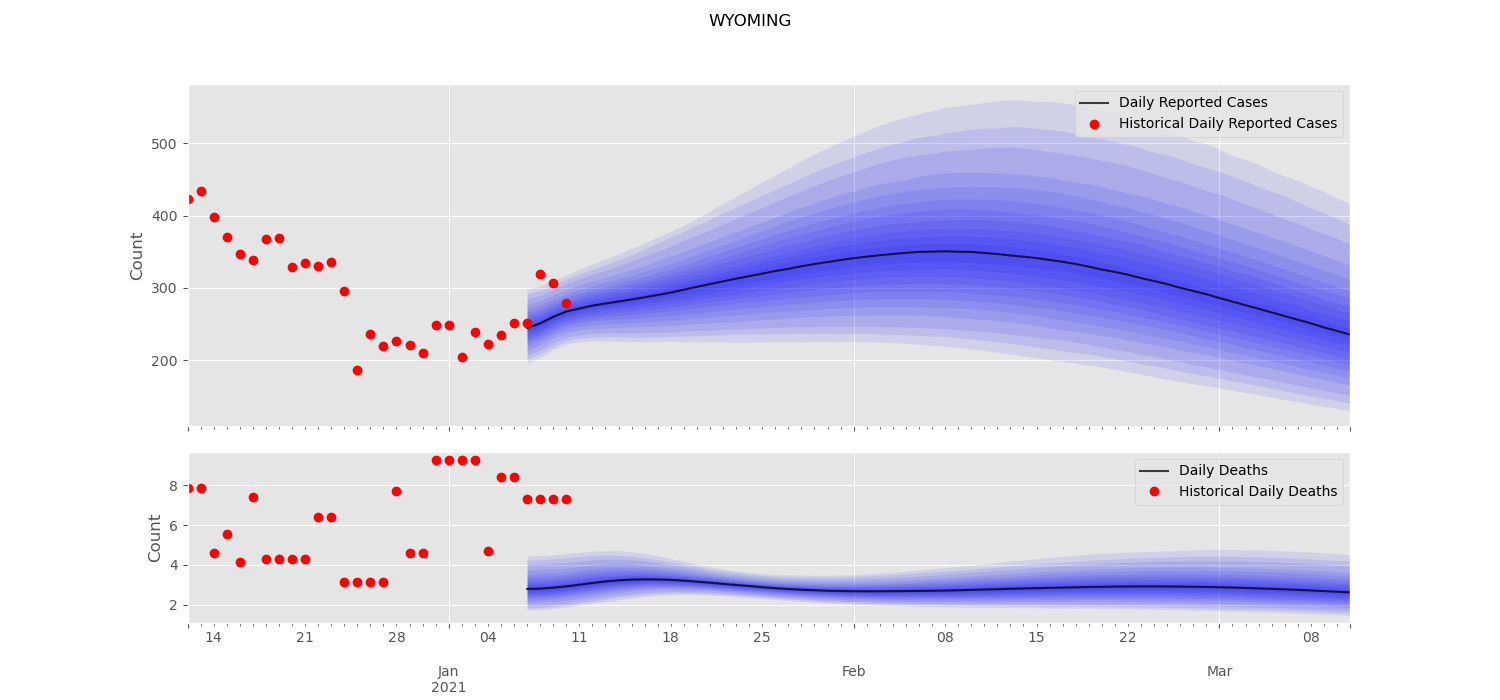 WYOMING
Count
500
400
300
200
Daily Reported Cases
Historical Daily Reported Cases
Count
8
6
4
2
Daily Deaths
Historical Daily Deaths
14 21 28 04 11 18 25 08 15 22 08
Jan Feb Mar
2021